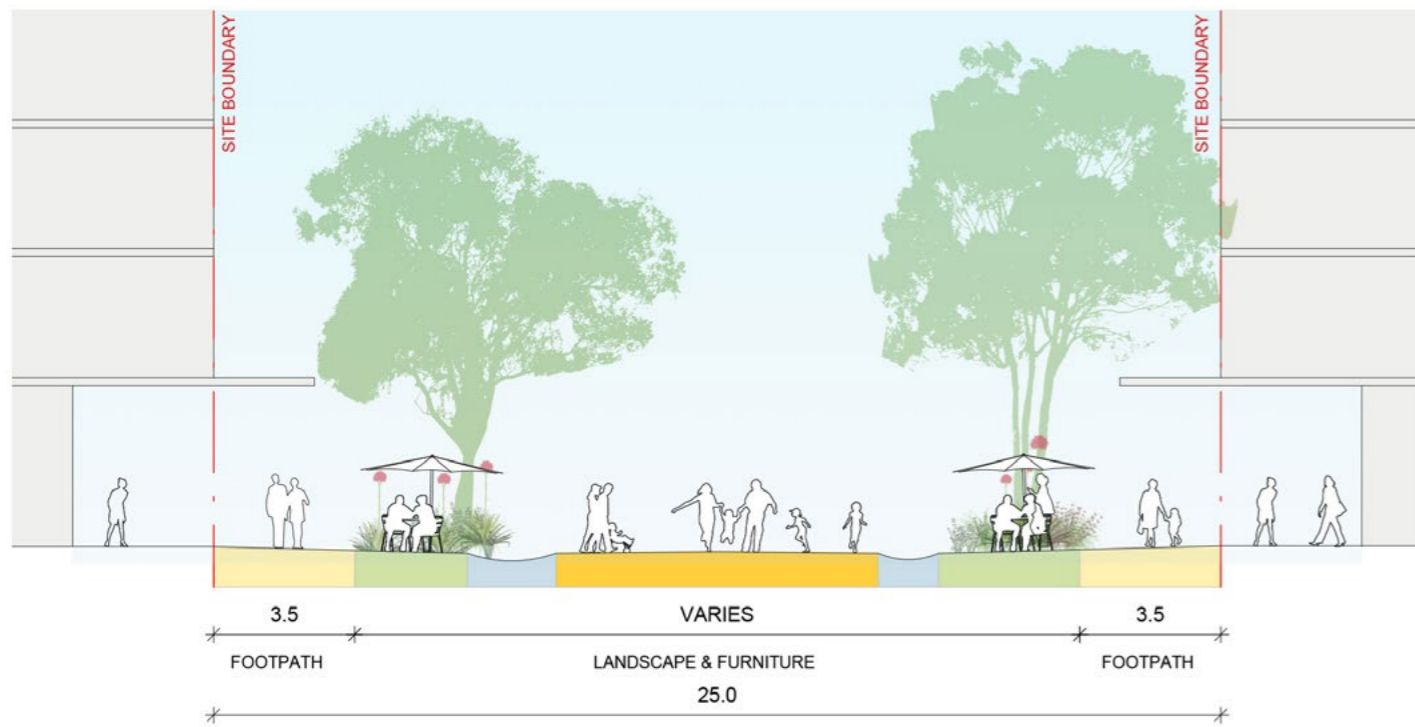 SITE BOUNDARY
SITE BOUNDARY
3.5
VARIES
3.5
FOOTPATH
LANDSCAPE & FURNITURE
FOOTPATH
25.0